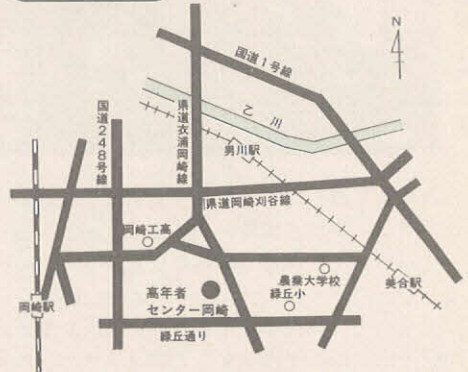 N
国道1号線
乙川
国道248号線
県道衣浦岡崎線
男川駅
県道岡崎刈谷線
岡崎工高
農業大学校
美合駅
高年者
センター岡崎
緑丘小
岡崎駅
緑丘通り